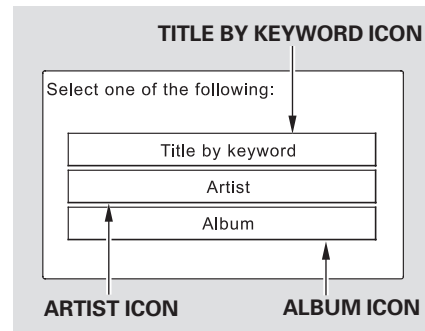 TITLE BY KEYWORD ICON
Select one of the following:
Title by keyword
Artist
Album
ARTIST ICON
ALBUM ICON